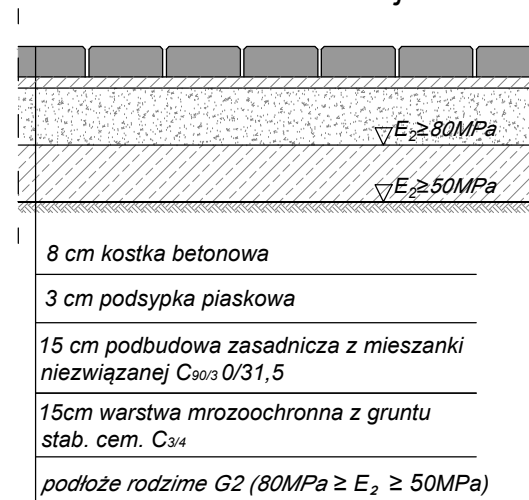 E₂≥80MPa
E₂≥50MPa
8 cm kostka betonowa
3 cm podsypka piaskowa
15 cm podbudowa zasadnicza z mieszanki
niezwiązanej C90/3 0/31,5
15cm warstwa mrozoochronna z gruntu
stab. cem. C3/4
podłoże rodzime G2 (80MPa ≥ E₂ ≥ 50MPa)